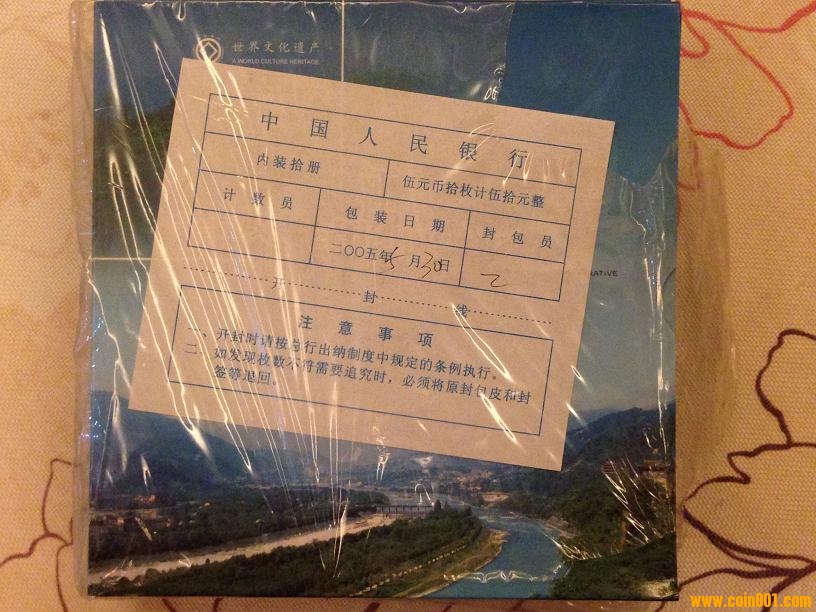 世界文化遗产
A WORLD CULTURE HERITAGE
中国人民银行
内装拾册 伍元币拾枚计伍拾元整
计数员 包装日期 封包员
二〇〇五年5月30日
开封线
注意事项
一、开封时请按总行出纳制度中规定的条例执行。
二、如发现枚数不符需要追究时，必须将原封包皮和封
签等退回。
www.coin001.com